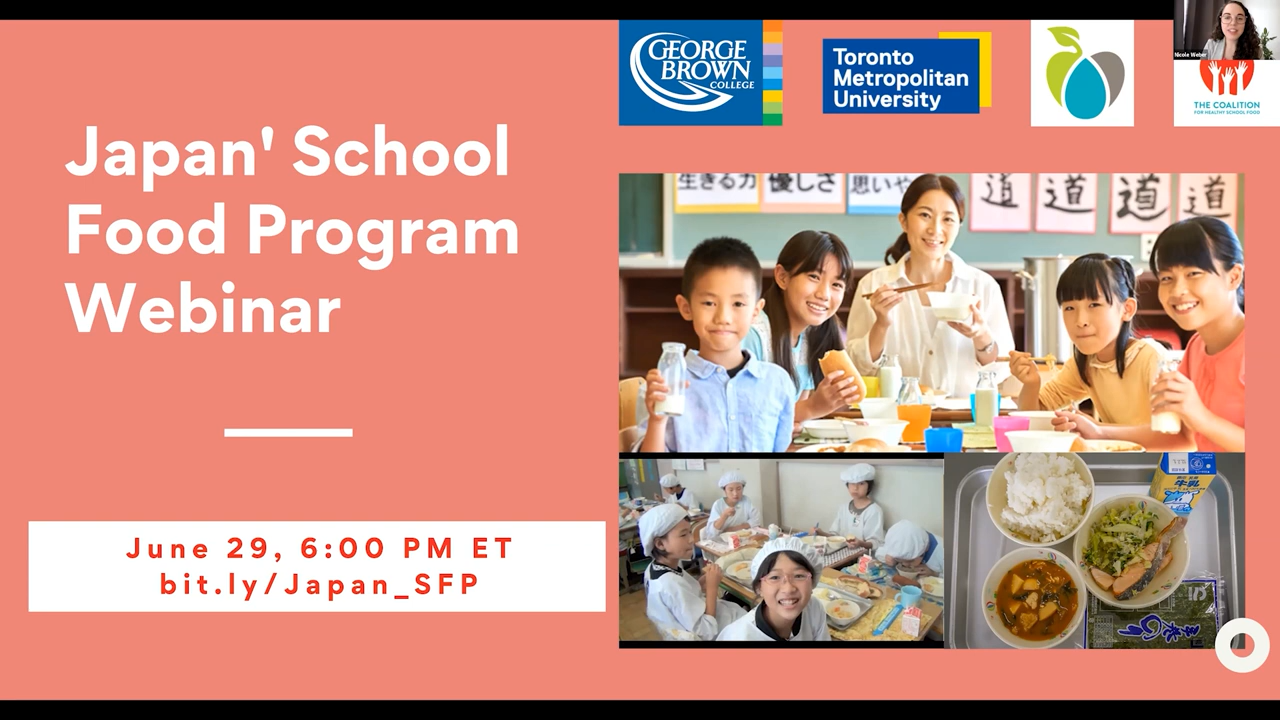 Japan' School
Food Program
Webinar
June 29, 6:00 PM ET
bit.ly/Japan_SFP
GEORGE
BROWN
COLLEGE
Toronto
Metropolitan
University
Nicole Weber
THE COALITION
FOR HEALTHY SCHOOL FOOD
生きる力
優しさ
思いや
道
道
道
道
牛乳